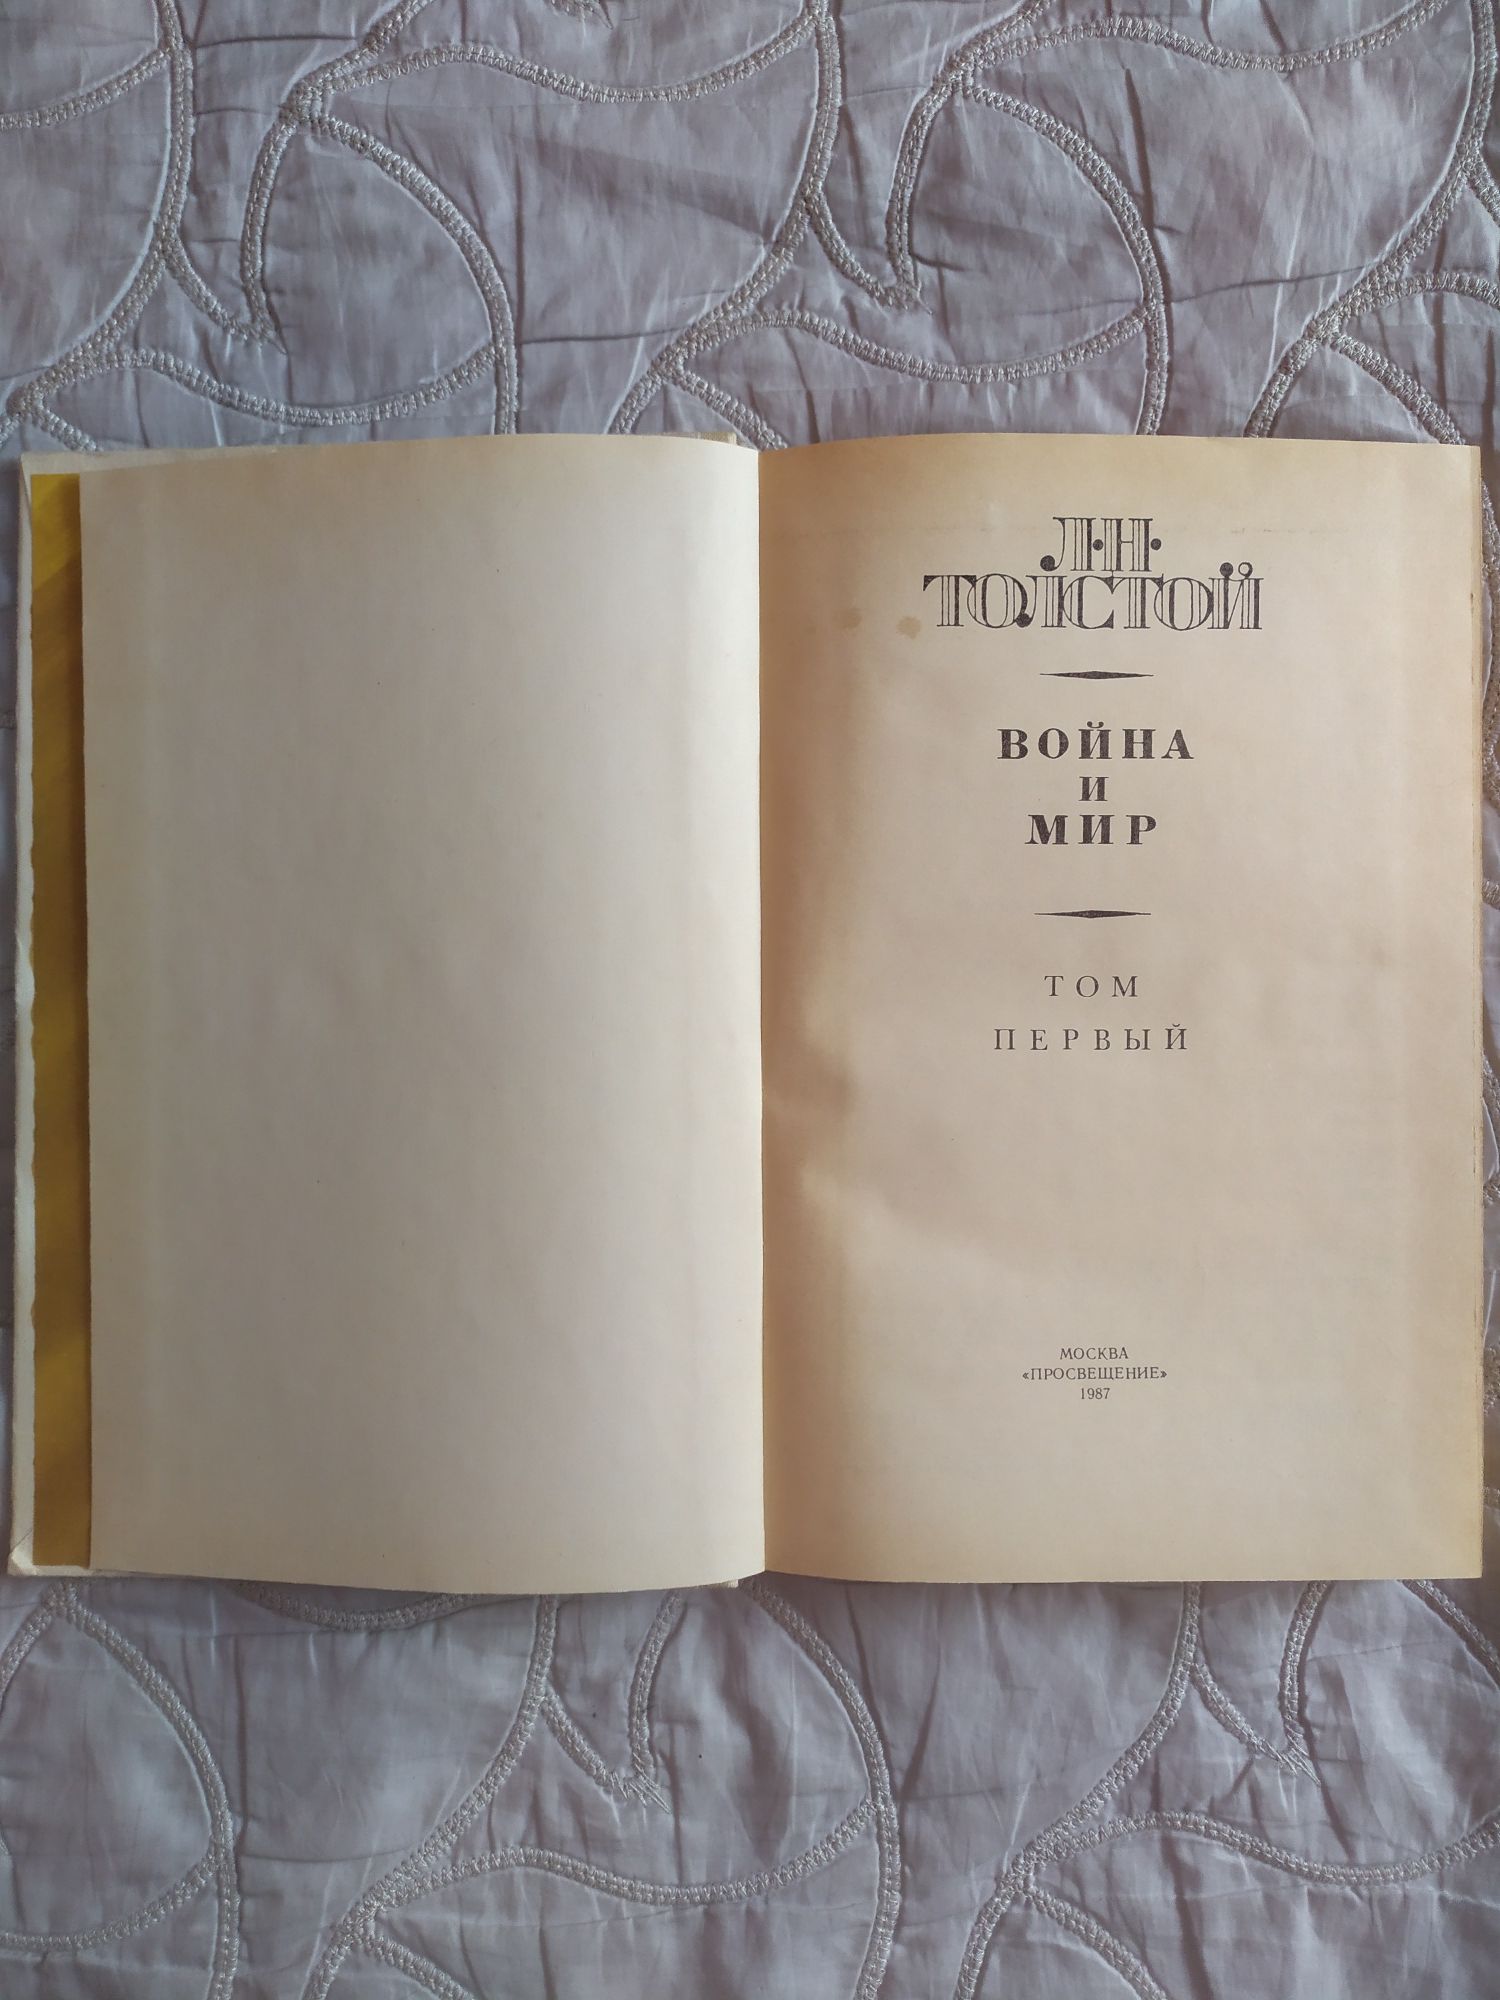 Л·Н·
ТОЛСТОЙ
ВОЙНА
И
МИР
ТОМ
ПЕРВЫЙ
МОСКВА
«ПРОСВЕЩЕНИЕ»
1987